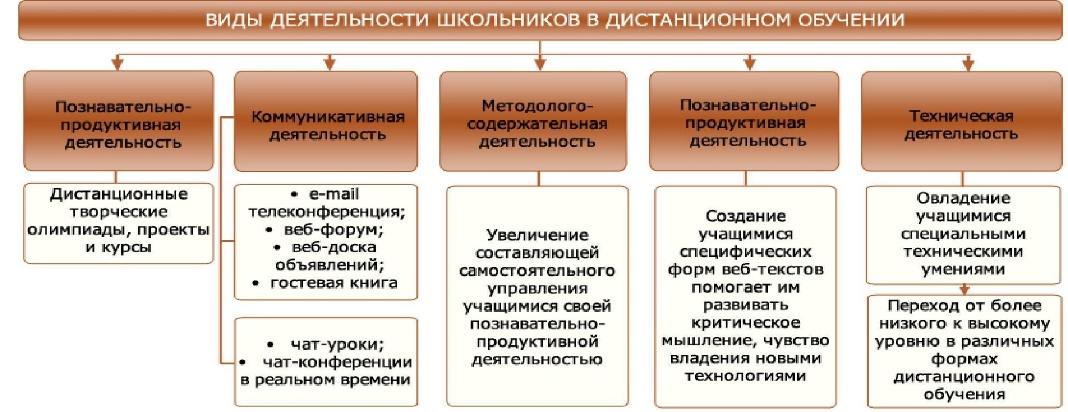 ВИДЫ ДЕЯТЕЛЬНОСТИ ШКОЛЬНИКОВ В ДИСТАНЦИОННОМ ОБУЧЕНИИ
Познавательно-
продуктивная
деятельность
Дистанционные
творческие
олимпиады, проекты
и курсы
Коммуникативная
деятельность
• e-mail
телеконференция;
• веб-форум;
• веб-доска
объявлений;
• гостевая книга
• чат-уроки;
• чат-конференции
в реальном времени
Методолого-
содержательная
деятельность
Увеличение
составляющей
самостоятельного
управления
учащимися своей
познавательно-
продуктивной
деятельностью
Познавательно-
продуктивная
деятельность
Создание
учащимися
специфических
форм веб-текстов
помогает им
развивать
критическое
мышление, чувство
владения новыми
технологиями
Техническая
деятельность
Овладение
учащимися
специальными
техническими
умениями
Переход от более
низкого к высокому
уровню в различных
формах
дистанционного
обучения